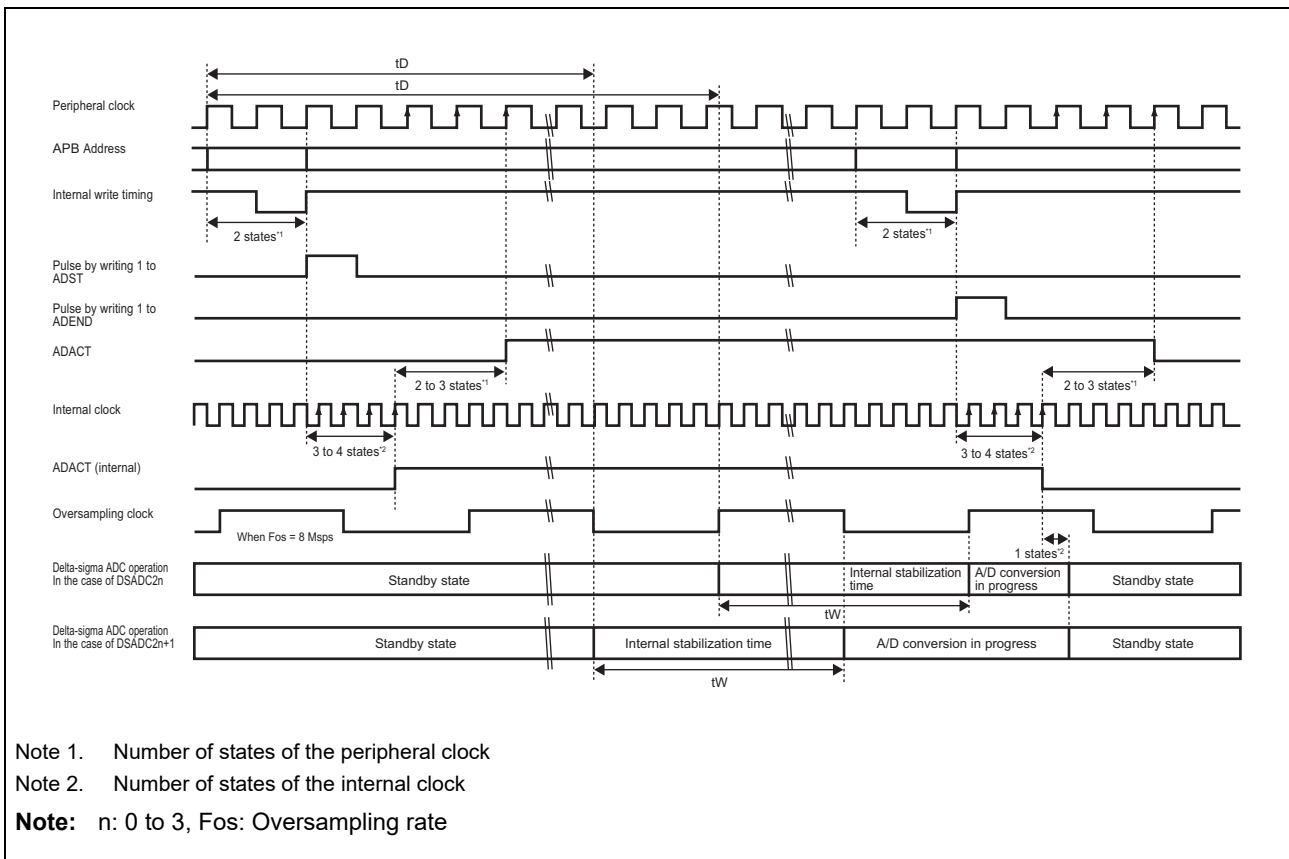 tD
tD
Peripheral clock
APB Address
Internal write timing
2 states*1
2 states*1
Pulse by writing 1 to
ADST
Pulse by writing 1 to
ADEND
ADACT
2 to 3 states*1
2 to 3 states*1
Internal clock
3 to 4 states*2
3 to 4 states*2
ADACT (internal)
Oversampling clock
When Fos = 8 Msps
1 states*2
Delta-sigma ADC operation
In the case of DSADC2n
Standby state
Internal stabilization
time
A/D conversion
in progress
Standby state
tW
Delta-sigma ADC operation
In the case of DSADC2n+1
Standby state
Internal stabilization time
A/D conversion in progress
Standby state
tW
Note 1. Number of states of the peripheral clock
Note 2. Number of states of the internal clock
Note: n: 0 to 3, Fos: Oversampling rate